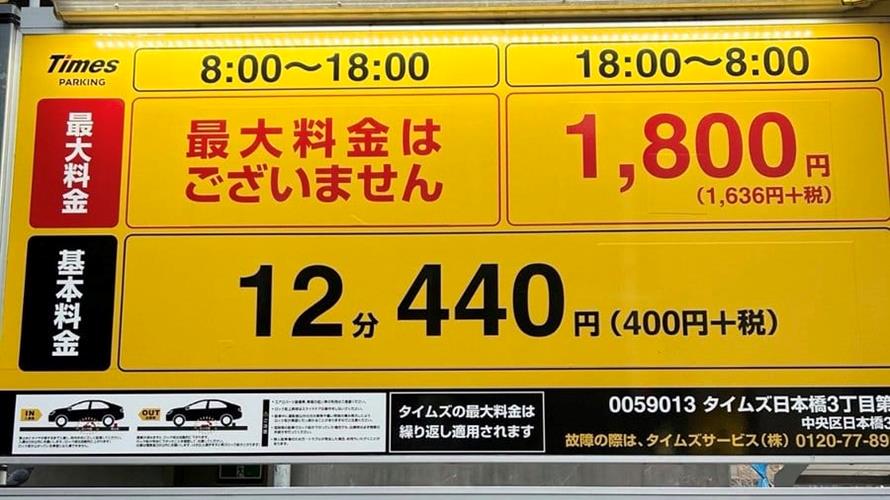 Times
PARKING
8:00～18:00
18:00～8:00
最大料金
最大料金は
ございません
1,800円
(1,636円+税)
基本料金
12分 440円(400円+税)
IN
OUT
タイムズの最大料金は
繰り返し適用されます
0059013 タイムズ日本橋3丁目第
中央区日本橋3
故障の際は、タイムズサービス(株) 0120-77-89